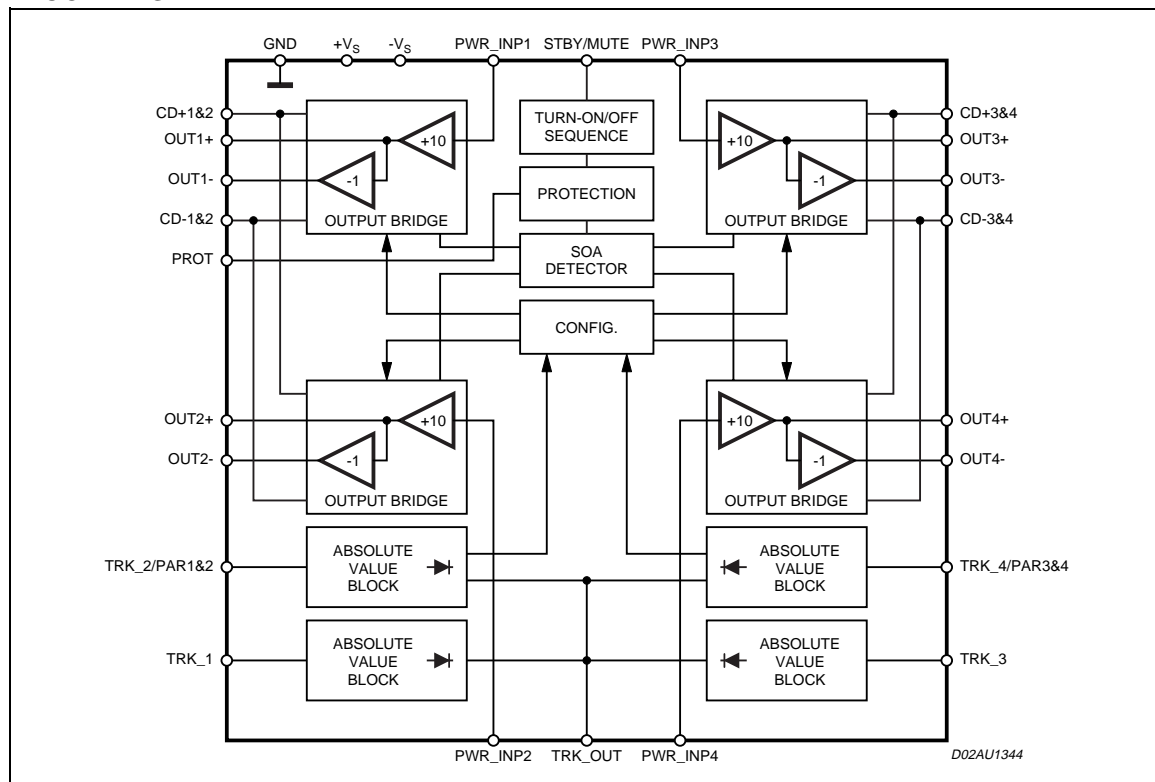 GND +VS -VS PWR_INP1 STBY/MUTE PWR_INP3
CD+1&2
OUT1+
OUT1-
CD-1&2
PROT
+10
-1
OUTPUT BRIDGE
TURN-ON/OFF
SEQUENCE
PROTECTION
SOA
DETECTOR
CONFIG.
+10
-1
OUTPUT BRIDGE
CD+3&4
OUT3+
OUT3-
CD-3&4
OUT2+
OUT2-
+10
-1
OUTPUT BRIDGE
+10
-1
OUTPUT BRIDGE
OUT4+
OUT4-
TRK_2/PAR1&2
ABSOLUTE
VALUE
BLOCK
ABSOLUTE
VALUE
BLOCK
TRK_4/PAR3&4
TRK_1
ABSOLUTE
VALUE
BLOCK
ABSOLUTE
VALUE
BLOCK
TRK_3
PWR_INP2 TRK_OUT PWR_INP4
D02AU1344